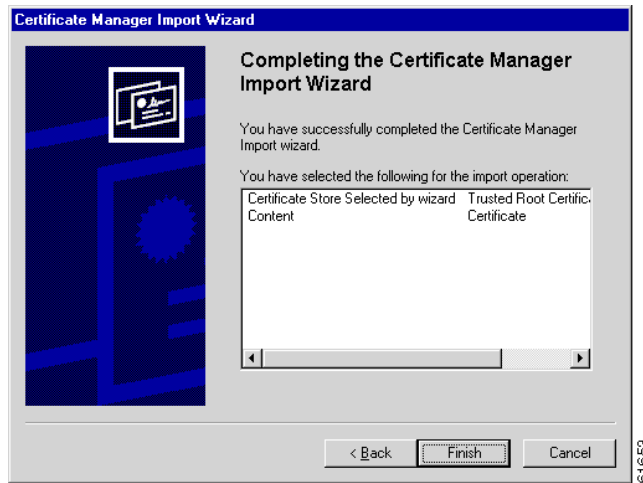 Certificate Manager Import Wizard
Completing the Certificate Manager
Import Wizard
You have successfully completed the Certificate Manager
Import wizard.
You have selected the following for the import operation:
Certificate Store Selected by wizard Trusted Root Certific
Content Certificate
< Back Finish Cancel
61652